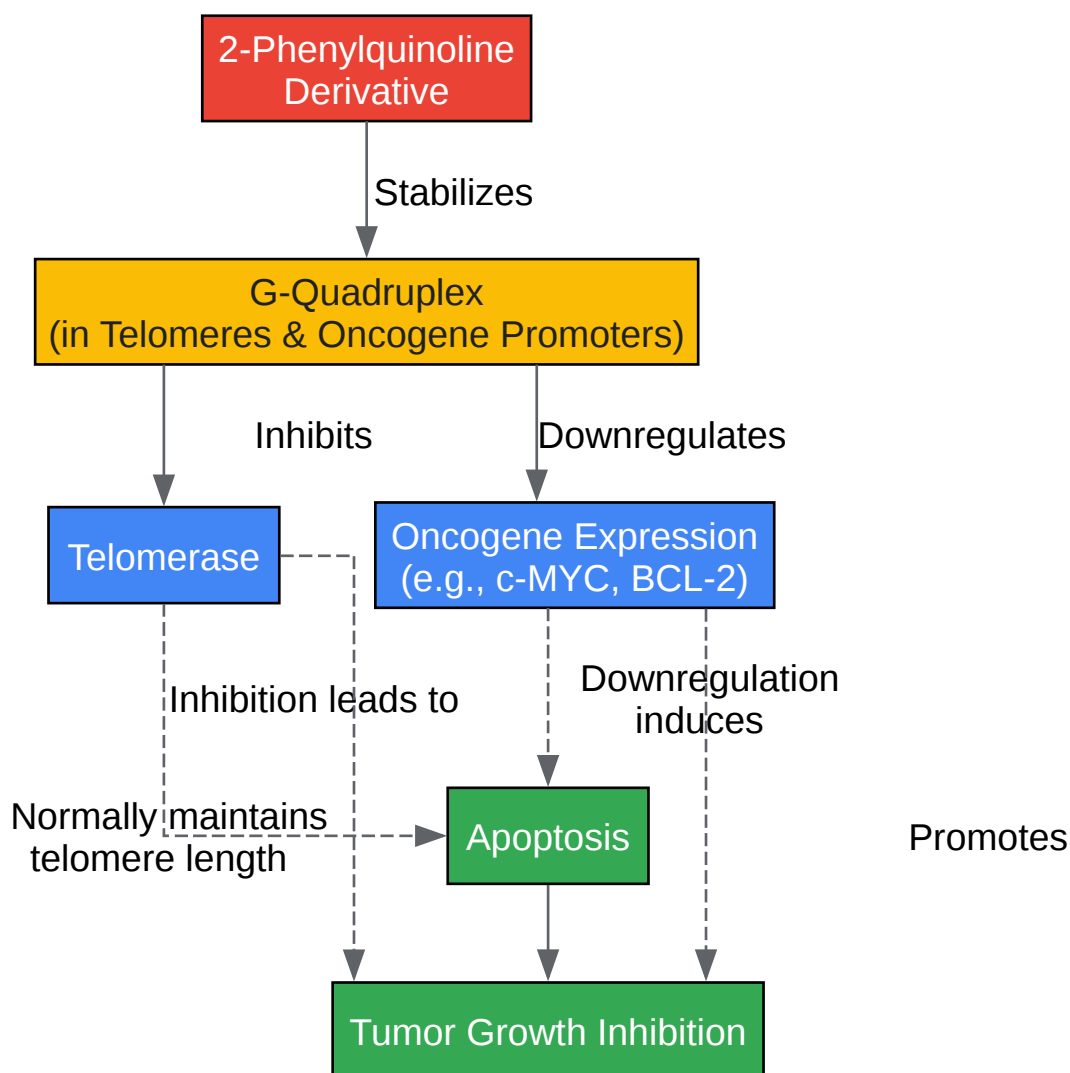 2-Phenylquinoline
Derivative
Stabilizes
G-Quadruplex
(in Telomeres & Oncogene Promoters)
Inhibits
Downregulates
Telomerase
Oncogene Expression
(e.g., c-MYC, BCL-2)
Inhibition leads to
Downregulation
induces
Normally maintains
telomere length
Apoptosis
Promotes
Tumor Growth Inhibition